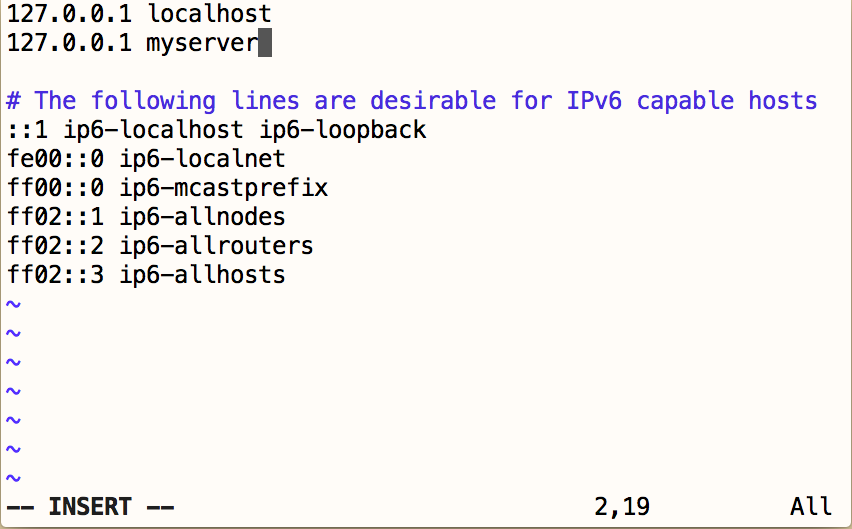 127.0.0.1 localhost
127.0.0.1 myserver
# The following lines are desirable for IPv6 capable hosts
::1 ip6-localhost ip6-loopback
fe00::0 ip6-localnet
ff00::0 ip6-mcastprefix
ff02::1 ip6-allnodes
ff02::2 ip6-allrouters
ff02::3 ip6-allhosts
~
~
~
~
~
~
~
-- INSERT -- 2,19 All